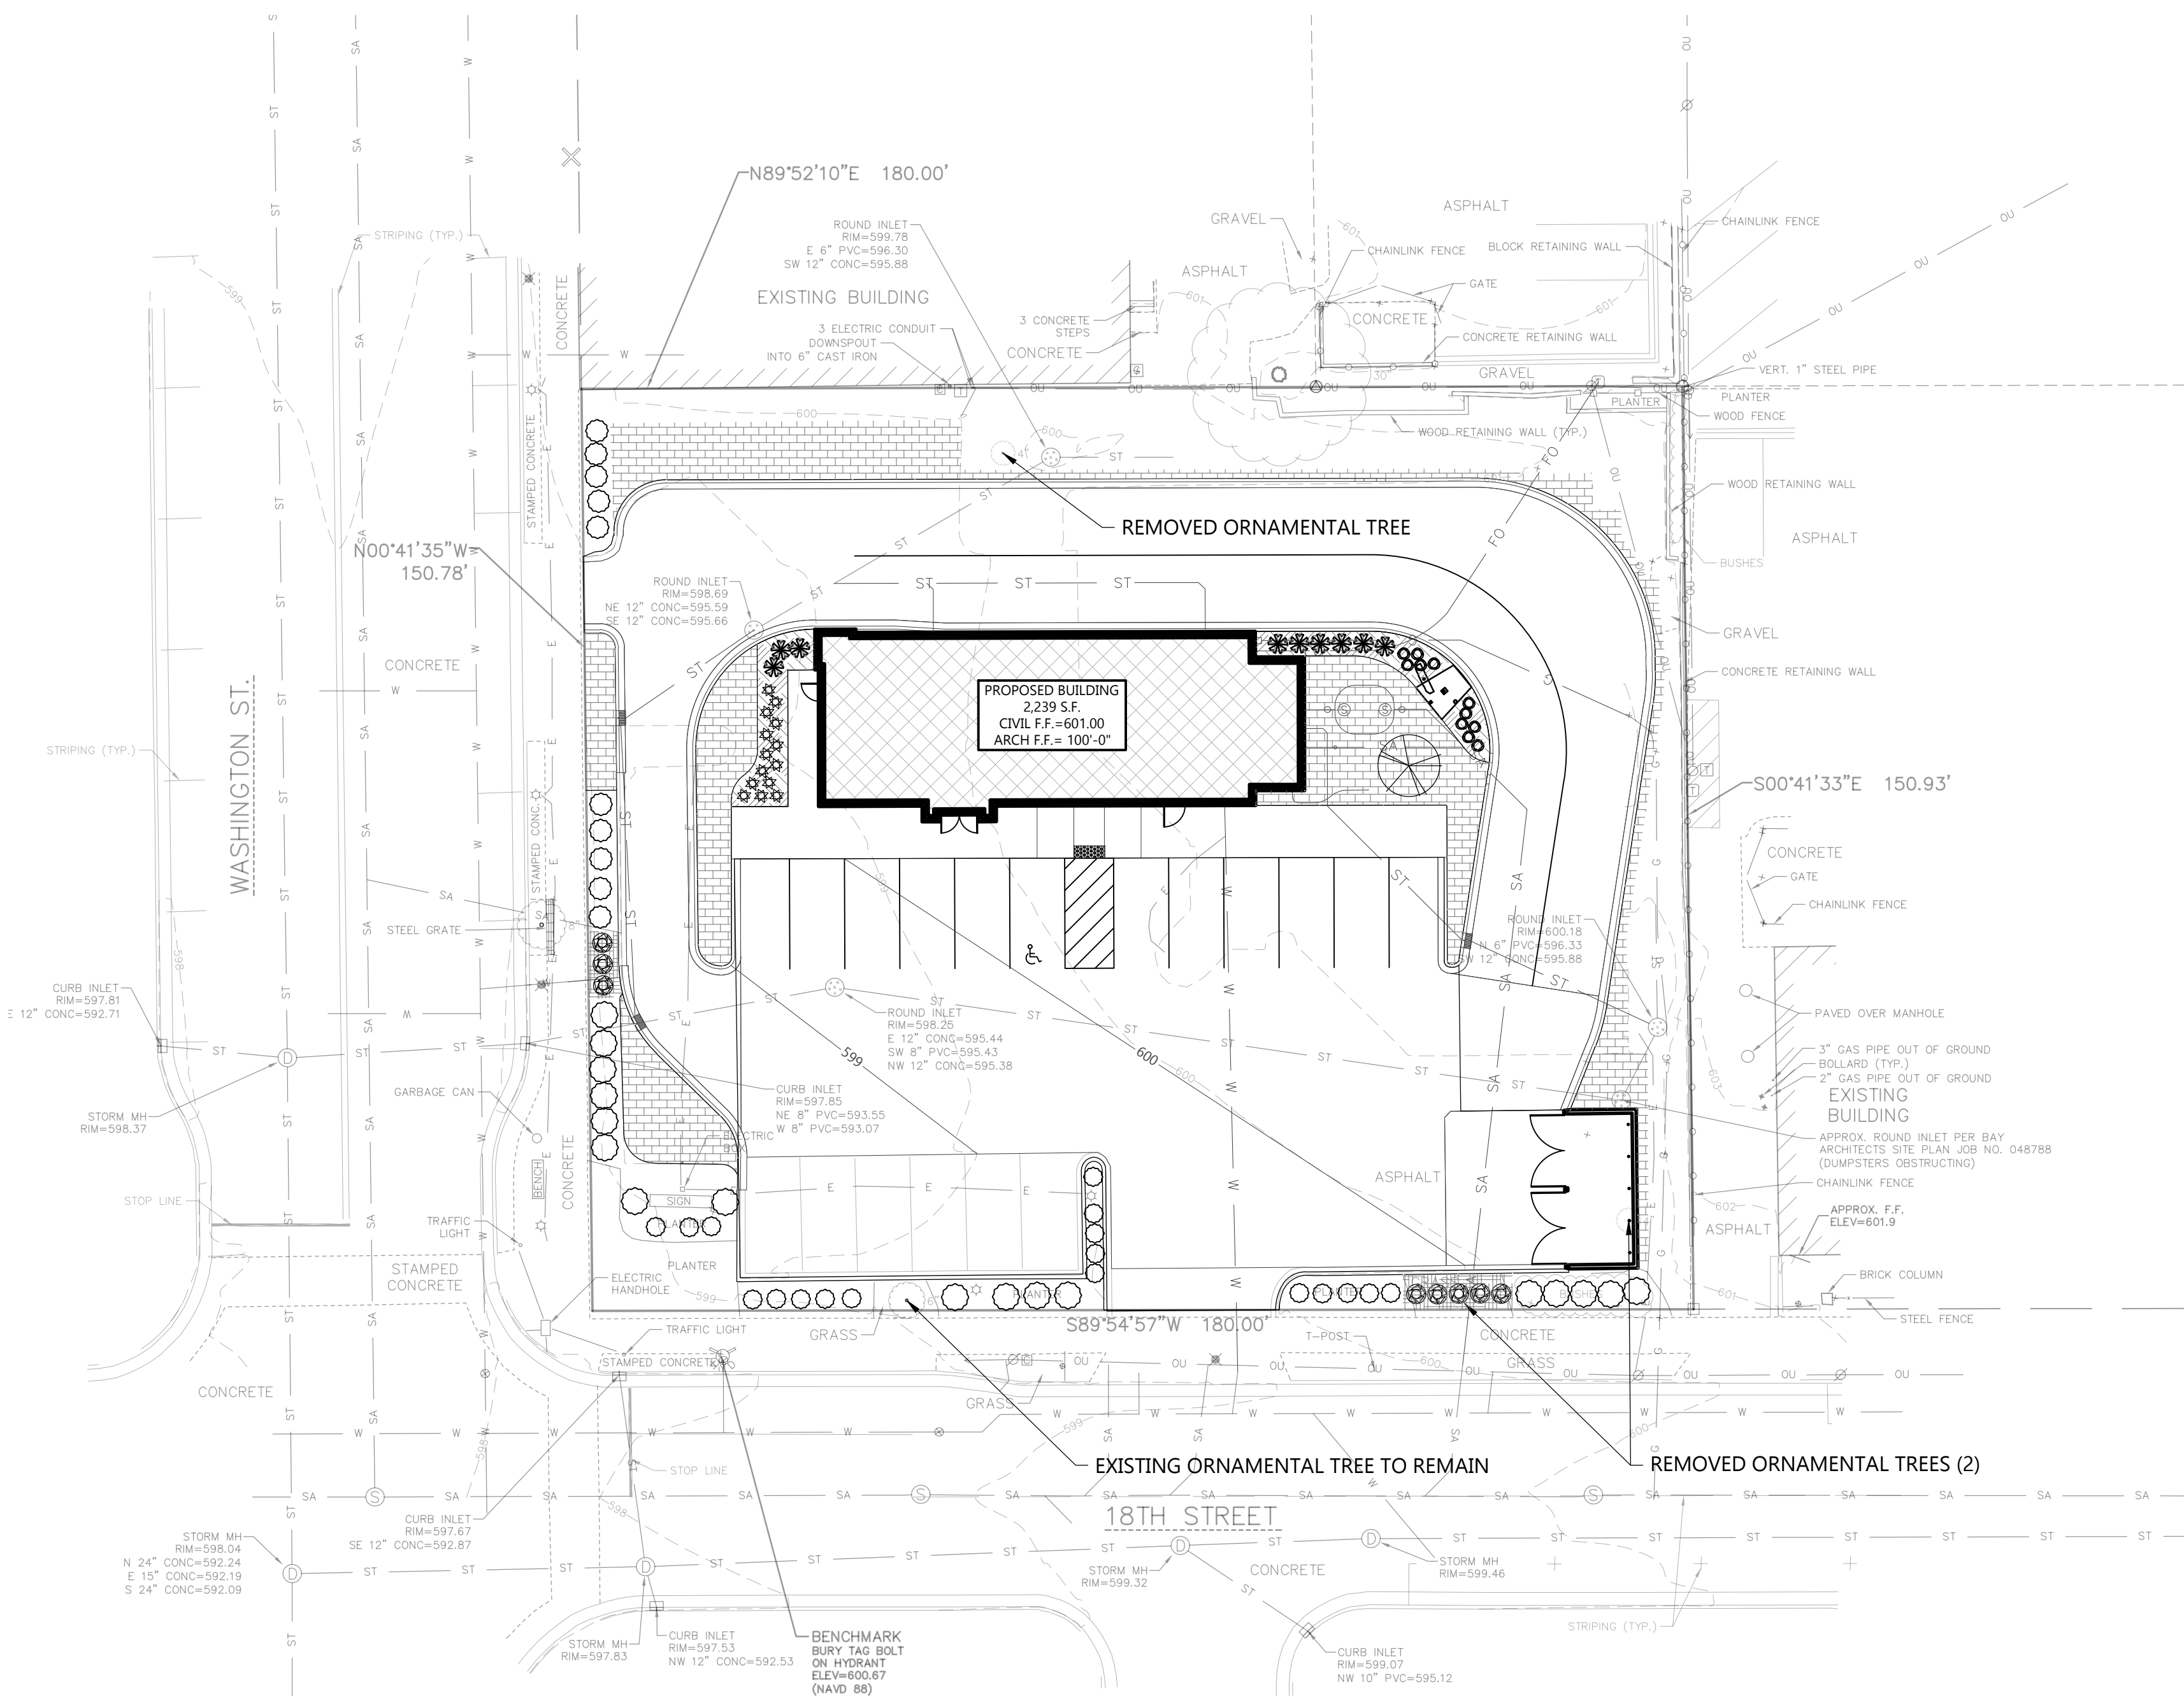 N89°52'10"E 180.00'
ROUND INLET
RIM=599.78
E 6" PVC=596.30
SW 12" CONC=595.88
EXISTING BUILDING
3 ELECTRIC CONDUIT
DOWNSPOUT
INTO 6" CAST IRON
3 CONCRETE
STEPS
CONCRETE
STRIPING (TYP.)
CONCRETE
GRAVEL
ASPHALT
ASPHALT
CHAINLINK FENCE
BLOCK RETAINING WALL
CHAINLINK FENCE
GATE
CONCRETE
CONCRETE RETAINING WALL
GRAVEL
VERT. 1" STEEL PIPE
PLANTER
PLANTER
WOOD FENCE
WOOD RETAINING WALL (TYP.)
WOOD RETAINING WALL
ASPHALT
BUSHES
STAMPED CONCRETE
REMOVED ORNAMENTAL TREE
N00°41'35"W
150.78'
ROUND INLET
RIM=598.69
NE 12" CONC=595.59
SE 12" CONC=595.66
GRAVEL
CONCRETE RETAINING WALL
CONCRETE
WASHINGTON ST.
STRIPING (TYP.)
PROPOSED BUILDING
2,239 S.F.
CIVIL F.F.=601.00
ARCH F.F.= 100'-0"
S00°41'33"E 150.93'
STAMPED CONC.
STEEL GRATE
CONCRETE
GATE
CHAINLINK FENCE
ROUND INLET
RIM=600.18
N 6" PVC=596.33
SW 12" CONC=595.88
CURB INLET
RIM=597.81
E 12" CONC=592.71
ROUND INLET
RIM=598.25
E 12" CONC=595.44
SW 8" PVC=595.43
NW 12" CONC=595.38
599
600
PAVED OVER MANHOLE
3" GAS PIPE OUT OF GROUND
BOLLARD (TYP.)
2" GAS PIPE OUT OF GROUND
EXISTING
BUILDING
GARBAGE CAN
STORM MH
RIM=598.37
CURB INLET
RIM=597.85
NE 8" PVC=593.55
W 8" PVC=593.07
ELECTRIC
BOX
APPROX. ROUND INLET PER BAY
ARCHITECTS SITE PLAN JOB NO. 048788
(DUMPSTERS OBSTRUCTING)
CHAINLINK FENCE
BENCH
CONCRETE
SIGN
PLANTER
PLANTER
ASPHALT
ASPHALT
APPROX. F.F.
ELEV=601.9
STOP LINE
TRAFFIC
LIGHT
STAMPED
CONCRETE
ELECTRIC
HANDHOLE
BRICK COLUMN
STEEL FENCE
PLANTER
PLANTER
BUSHES
TRAFFIC LIGHT
GRASS
S89°54'57"W 180.00'
T-POST
CONCRETE
STAMPED CONCRETE
GRASS
CONCRETE
GRASS
STOP LINE
EXISTING ORNAMENTAL TREE TO REMAIN
REMOVED ORNAMENTAL TREES (2)
18TH STREET
CURB INLET
RIM=597.67
SE 12" CONC=592.87
STORM MH
RIM=598.04
N 24" CONC=592.24
E 15" CONC=592.19
S 24" CONC=592.09
STORM MH
RIM=599.32
CONCRETE
STORM MH
RIM=599.46
STORM MH
RIM=597.83
CURB INLET
RIM=597.53
NW 12" CONC=592.53
BENCHMARK
BURY TAG BOLT
ON HYDRANT
ELEV=600.67
(NAVD 88)
CURB INLET
RIM=599.07
NW 10" PVC=595.12
STRIPING (TYP.)